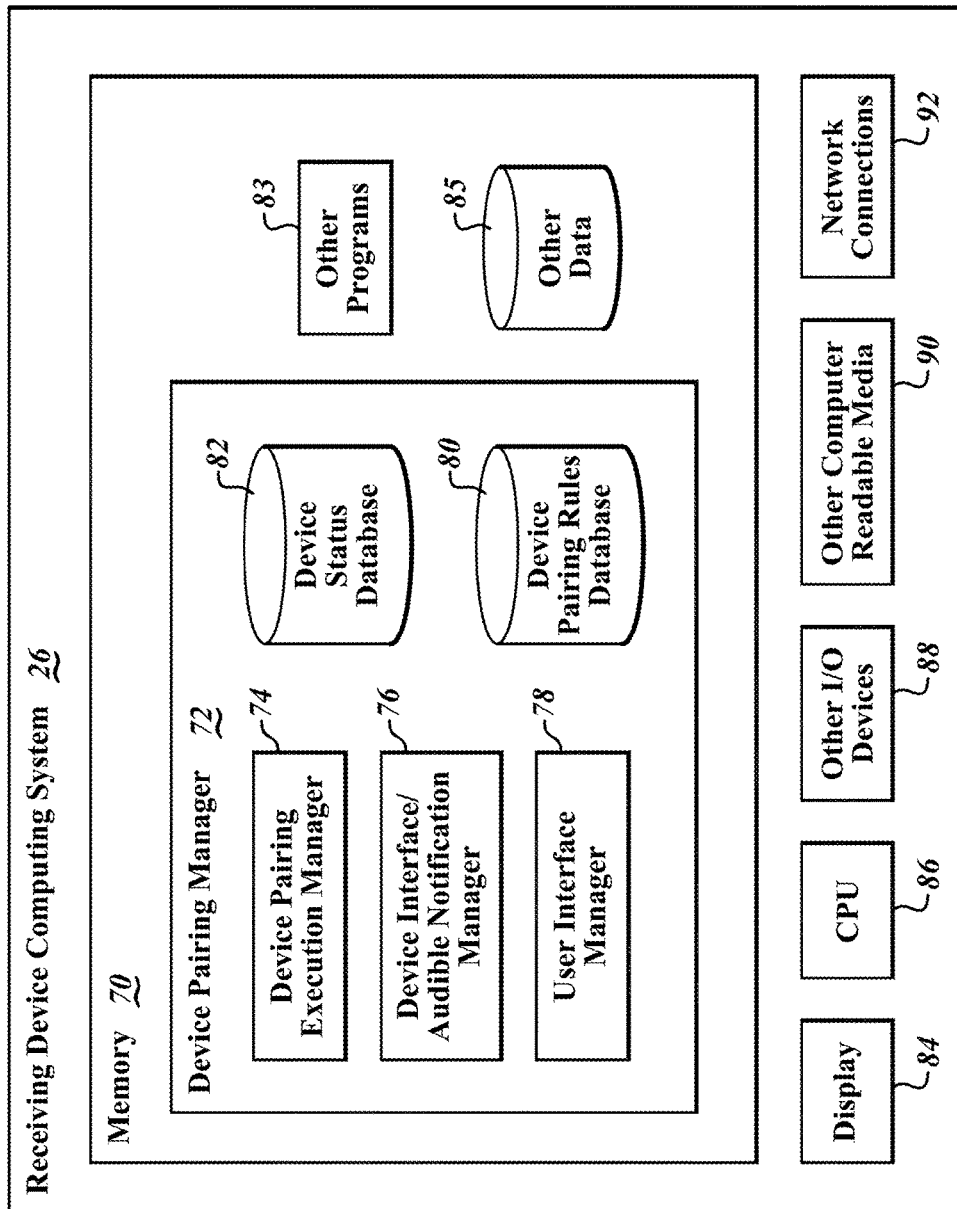 Receiving Device Computing System 26
Memory 70
Device Pairing Manager 72
Device Pairing
Execution Manager
74
Device Interface/
Audible Notification
Manager
76
User Interface
Manager
78
Device
Status
Database
82
Device
Pairing Rules
Database
80
Other
Programs
83
Other
Data
85
Display
84
CPU
86
Other I/O
Devices
88
Other Computer
Readable Media
90
Network
Connections
92